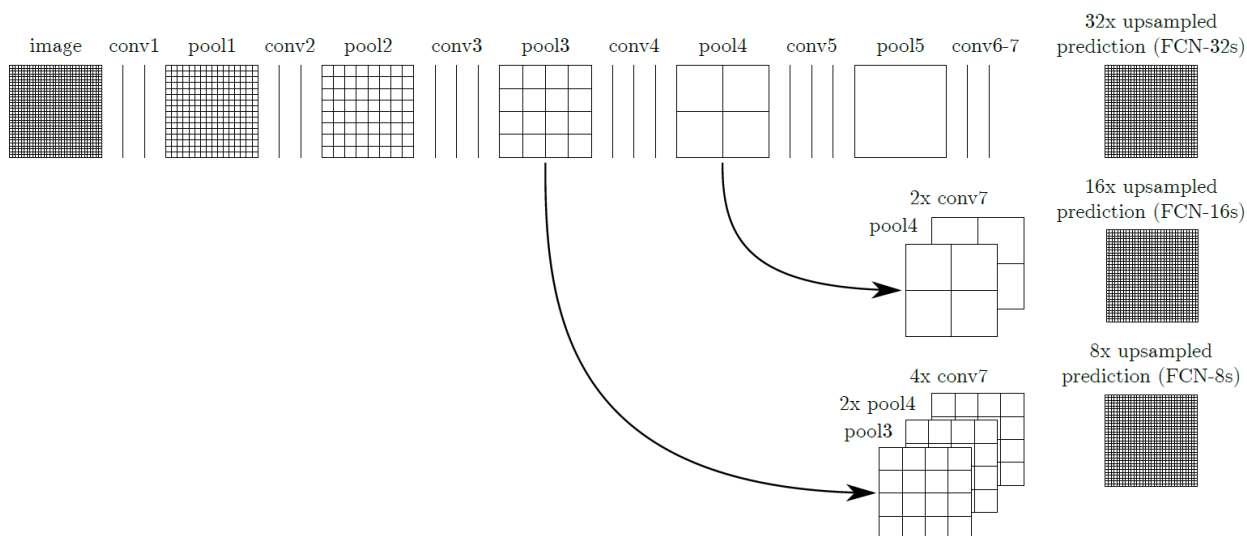 image conv1 pool1 conv2 pool2 conv3 pool3 conv4 pool4 conv5 pool5 conv6-7
32x upsampled
prediction (FCN-32s)
16x upsampled
prediction (FCN-16s)
2x conv7
pool4
8x upsampled
prediction (FCN-8s)
4x conv7
2x pool4
pool3